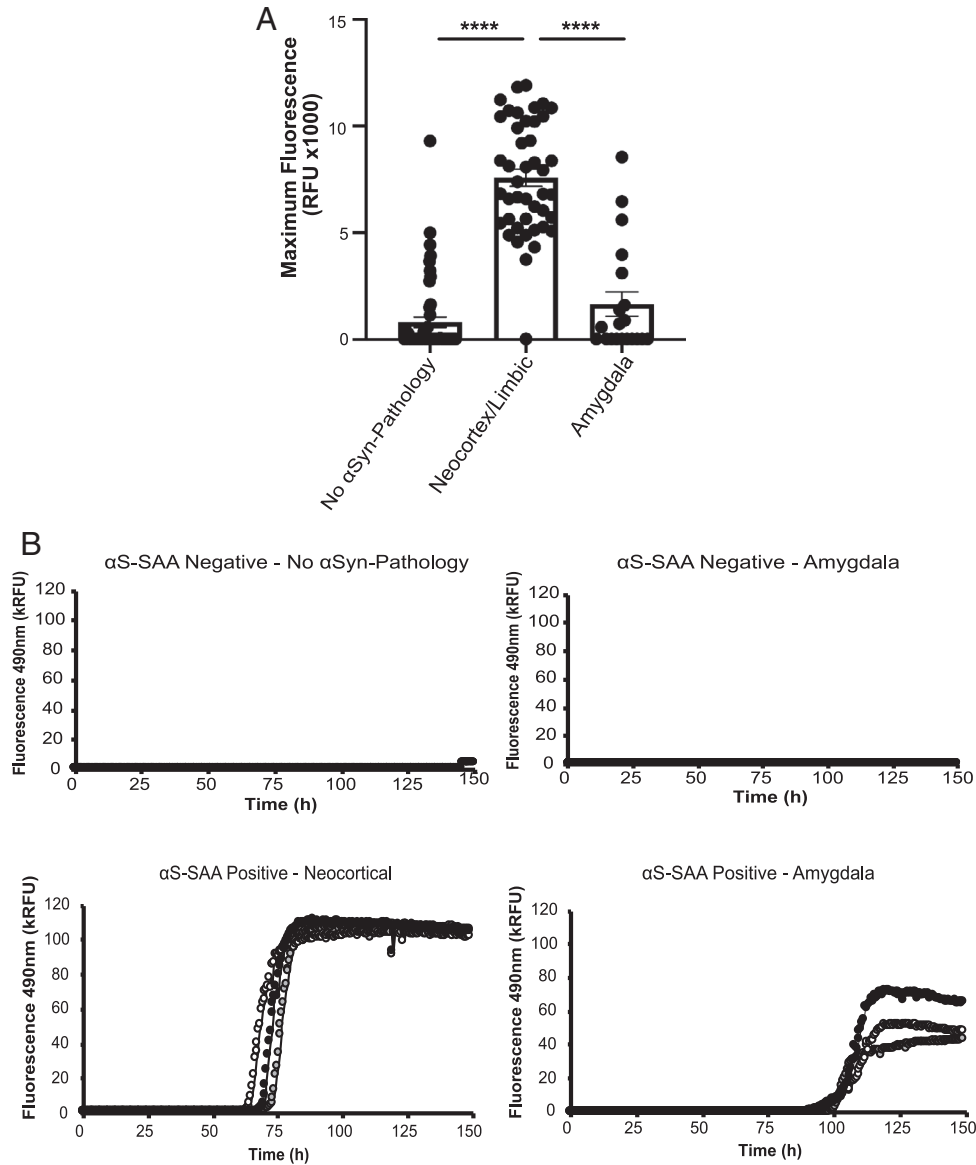 A
15
10
5
0
Maximum Fluorescence
(RFU x1000)
****
****
No αSyn-Pathology
Neocortex/Limbic
Amygdala
B
αS-SAA Negative - No αSyn-Pathology
Fluorescence 490nm (kRFU)
120
100
80
60
40
20
0
0 25 50 75 100 125 150
Time (h)
αS-SAA Negative - Amygdala
Fluorescence 490nm (kRFU)
120
100
80
60
40
20
0
0 25 50 75 100 125 150
Time (h)
αS-SAA Positive - Neocortical
Fluorescence 490nm (kRFU)
120
100
80
60
40
20
0
0 25 50 75 100 125 150
Time (h)
αS-SAA Positive - Amygdala
Fluorescence 490nm (kRFU)
120
100
80
60
40
20
0
0 25 50 75 100 125 150
Time (h)